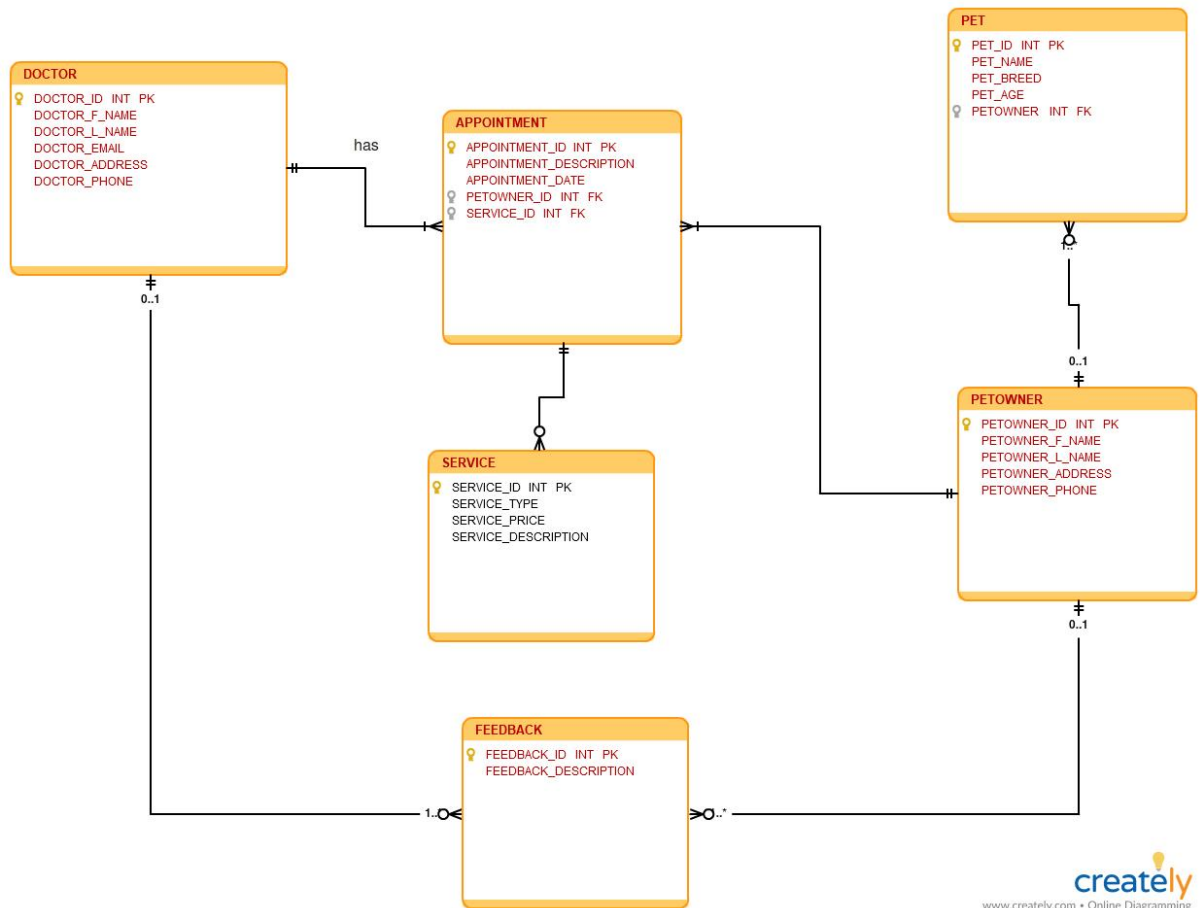 DOCTOR
DOCTOR_ID INT PK
DOCTOR_F_NAME
DOCTOR_L_NAME
DOCTOR_EMAIL
DOCTOR_ADDRESS
DOCTOR_PHONE
has
APPOINTMENT
APPOINTMENT_ID INT PK
APPOINTMENT_DESCRIPTION
APPOINTMENT_DATE
PETOWNER_ID INT FK
SERVICE_ID INT FK
PET
PET_ID INT PK
PET_NAME
PET_BREED
PET_AGE
PETOWNER INT FK
0..1
0..1
SERVICE
SERVICE_ID INT PK
SERVICE_TYPE
SERVICE_PRICE
SERVICE_DESCRIPTION
PETOWNER
PETOWNER_ID INT PK
PETOWNER_F_NAME
PETOWNER_L_NAME
PETOWNER_ADDRESS
PETOWNER_PHONE
0..1
FEEDBACK
FEEDBACK_ID INT PK
FEEDBACK_DESCRIPTION
creately
www.creately.com • Online Diagramming